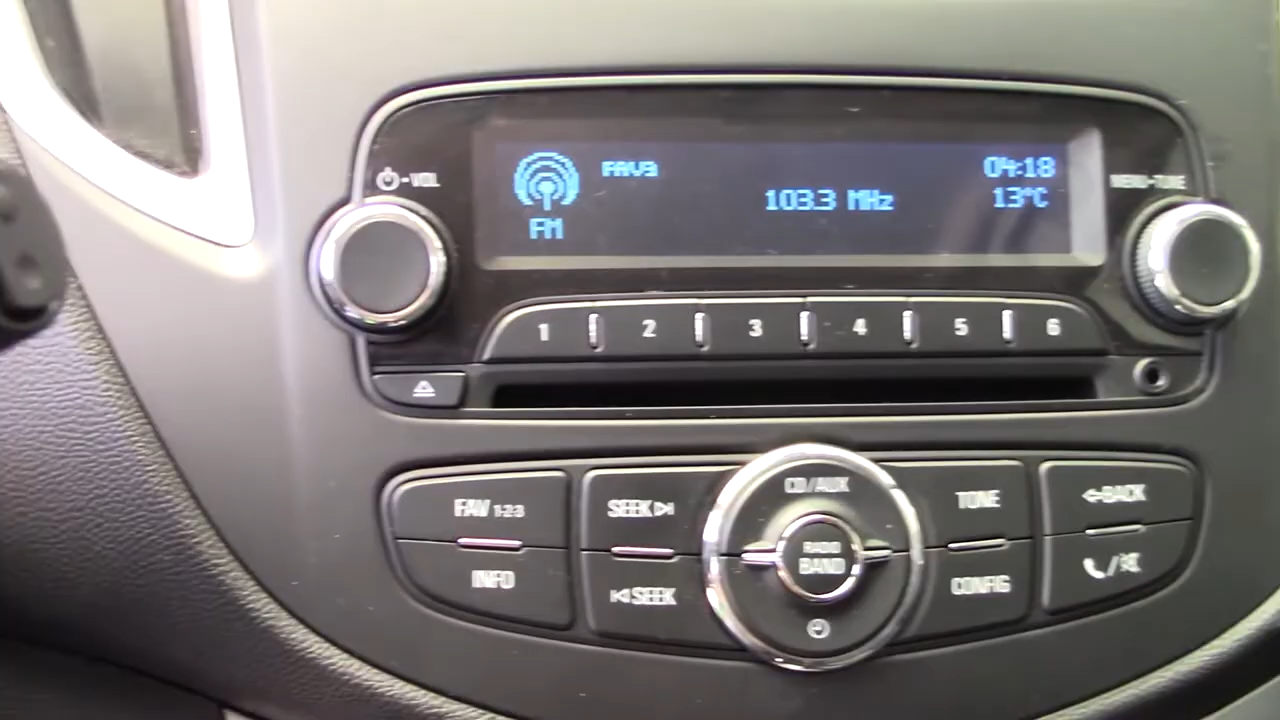 -VOL
FAV3
04:18
103.3 MHz
13°C
FM
MENU-TUNE
1 2 3 4 5 6
FAV 1-2-3
SEEK
CD/AUX
TONE
BACK
INFO
SEEK
RADIO
BAND
CONFIG